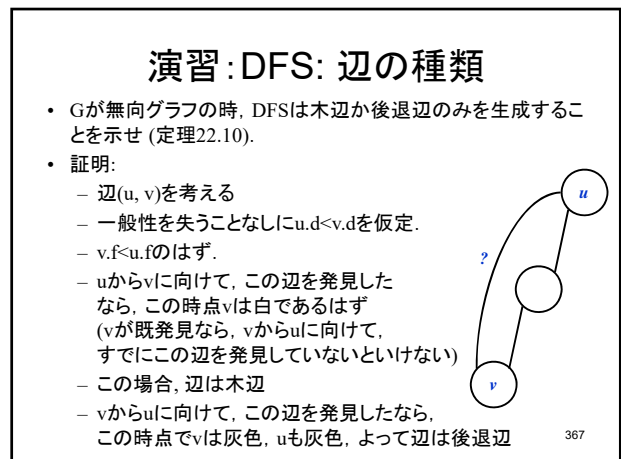 演習:DFS: 辺の種類
• Gが無向グラフの時, DFSは木辺か後退辺のみを生成するこ
とを示せ (定理22.10).
• 証明:
– 辺(u, v)を考える
– 一般性を失うことなしにu.d<v.dを仮定.
– v.f<u.fのはず.
– uからvに向けて, この辺を発見した
なら, この時点vは白であるはず
(vが既発見なら, vからuに向けて,
すでにこの辺を発見していないといけない)
– この場合, 辺は木辺
– vからuに向けて, この辺を発見したなら,
この時点でvは灰色, uも灰色, よって辺は後退辺
u
?
v
367